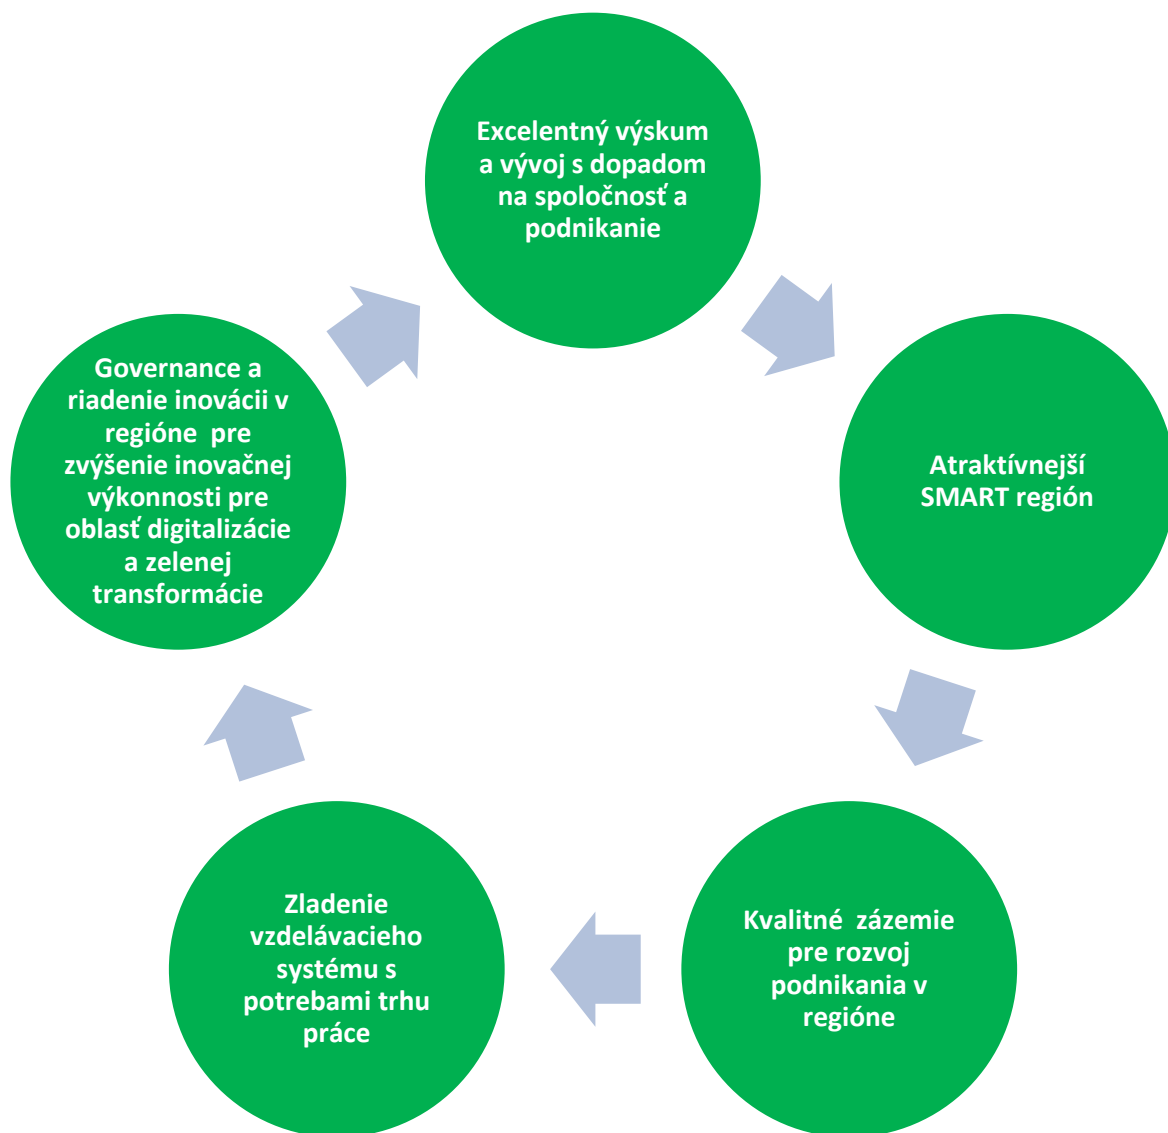 Excelentný výskum
a vývoj s dopadom
na spoločnosť a
podnikanie
Atraktívnejší
SMART región
Kvalitné  zázemie
pre rozvoj
podnikania v
regióne
Zladenie
vzdelávacieho
systému s
potrebami trhu
práce
Governance a
riadenie inovácii v
regióne  pre
zvýšenie inovačnej
výkonnosti pre
oblasť digitalizácie
a zelenej
transformácie